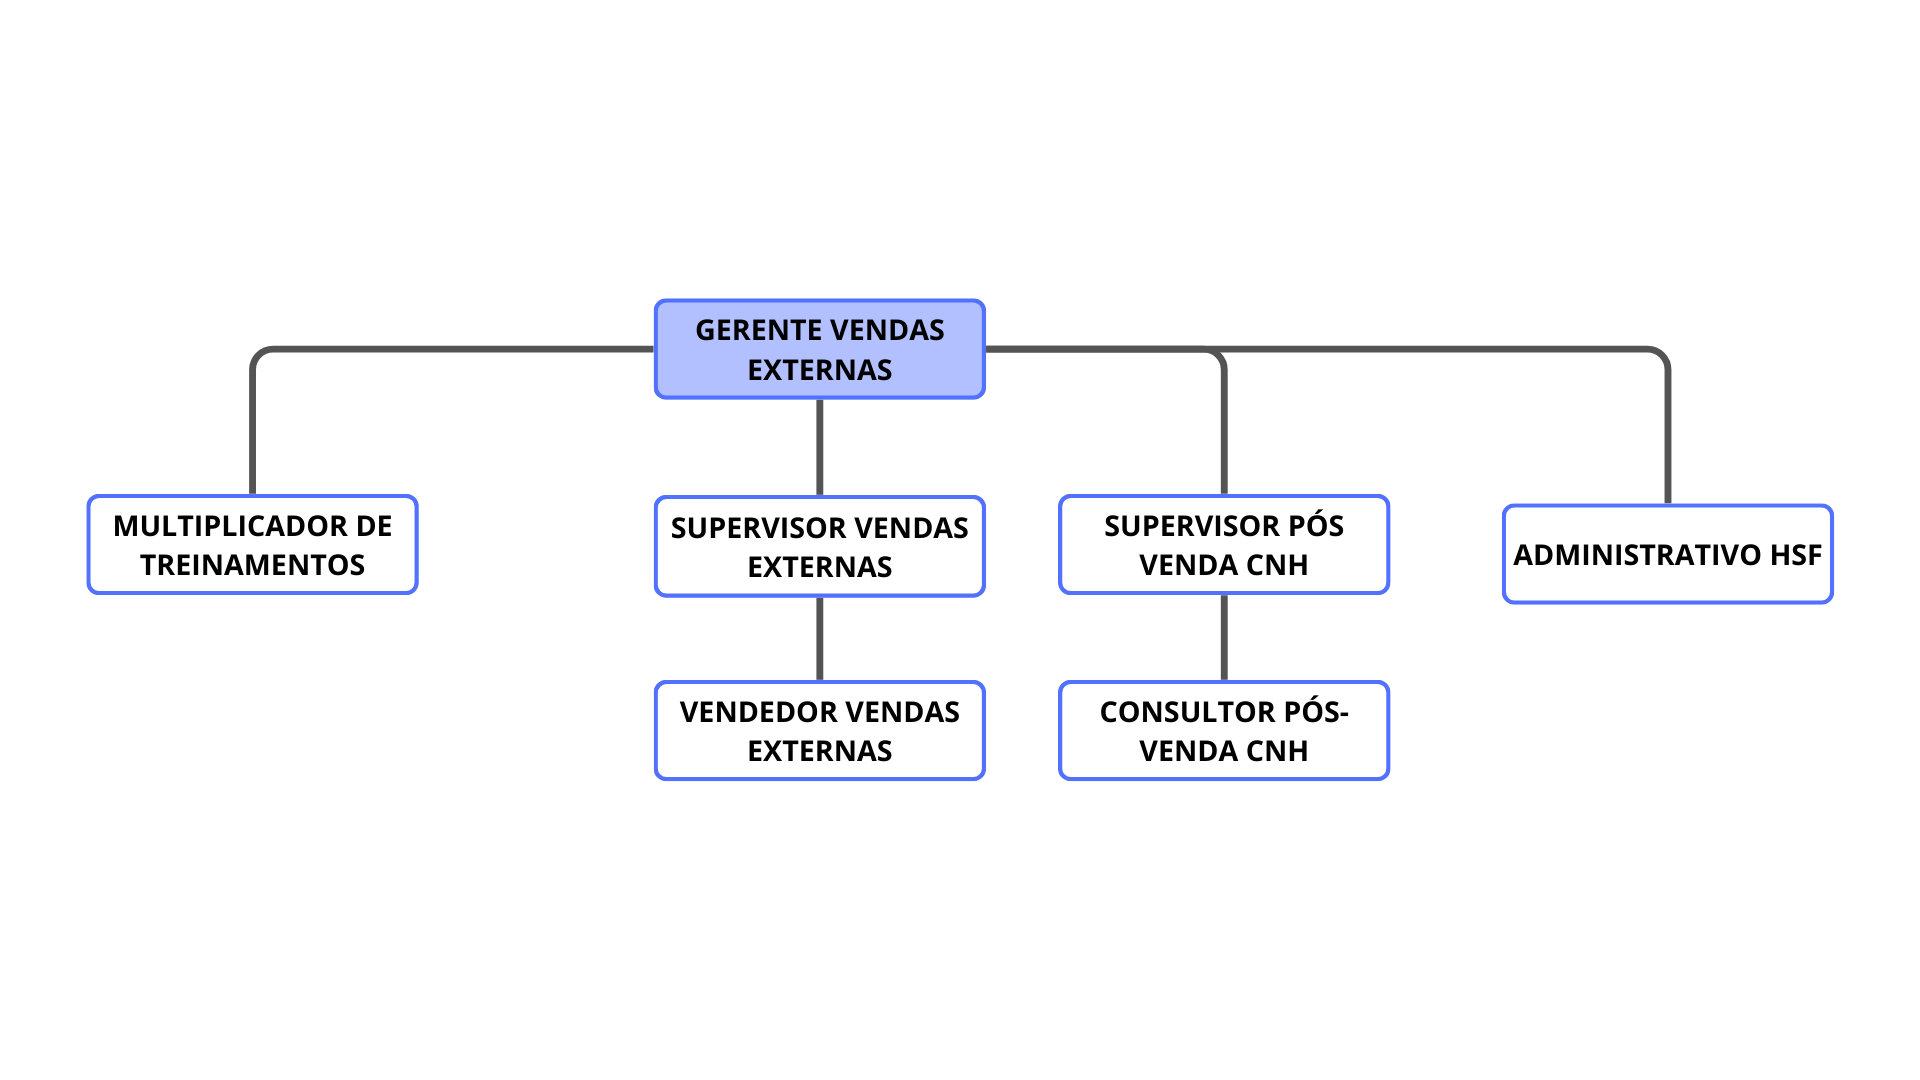 GERENTE VENDAS
EXTERNAS
MULTIPLICADOR DE
TREINAMENTOS
SUPERVISOR VENDAS
EXTERNAS
SUPERVISOR PÓS
VENDA CNH
ADMINISTRATIVO HSF
VENDEDOR VENDAS
EXTERNAS
CONSULTOR PÓS-
VENDA CNH